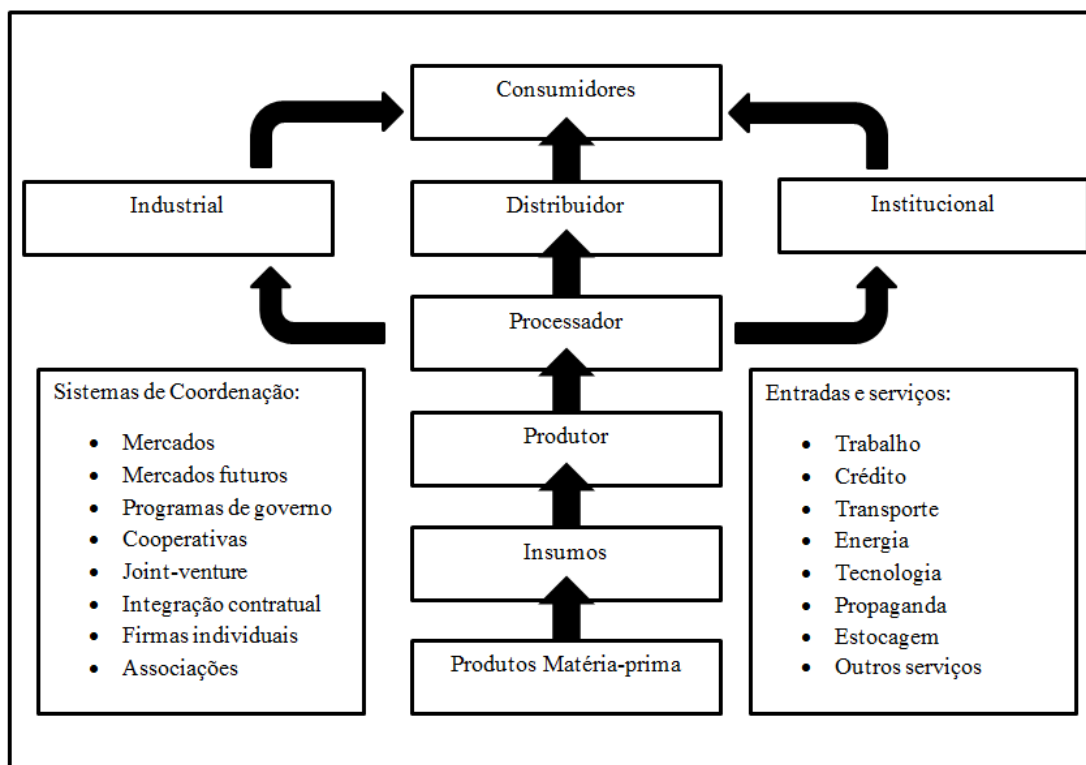 Consumidores
Industrial
Distribuidor
Institucional
Processador
Sistemas de Coordenação:
• Mercados
• Mercados futuros
• Programas de governo
• Cooperativas
• Joint-venture
• Integração contratual
• Firmas individuais
• Associações
Produtor
Insumos
Produtos Matéria-prima
Entradas e serviços:
• Trabalho
• Crédito
• Transporte
• Energia
• Tecnologia
• Propaganda
• Estocagem
• Outros serviços